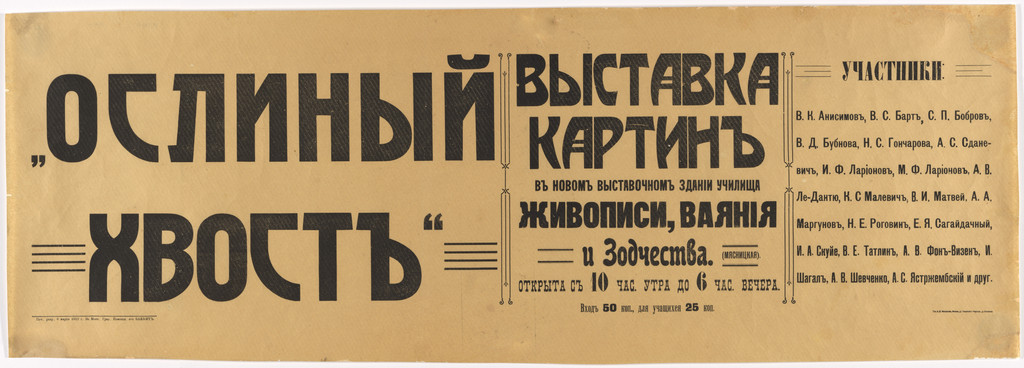 „ОСЛИНЫЙ
ХВОСТЪ“
ВЫСТАВКА
КАРТИНЪ
ВЪ НОВОМЪ ВЫСТАВОЧНОМЪ ЗДАНІИ УЧИЛИЩА
ЖИВОПИСИ, ВАЯНІЯ
и Зодчества. (МЯСНИЦКАЯ).
ОТКРЫТА СЪ 10 ЧАС. УТРА ДО 6 ЧАС. ВЕЧЕРА.
Входъ 50 коп., для учащихся 25 коп.
УЧАСТНИКИ:
В. К. Анисимовъ, В. С. Бартъ, С. П. Бобровъ,
В. Д. Бубнова, Н. С. Гончарова, А. С. Сдане-
вичъ, И. Ф. Ларіоновъ, М. Ф. Ларіоновъ, А. В.
Ле-Дантю, К. С Малевичъ, В. И. Матвей, А. А.
Маргуновъ, Н. Е. Роговинъ, Е. Я. Сагайдачный,
И. А. Скуйе, В. Е. Татлинъ, А. В. Фонъ-Визенъ, И.
Шагалъ, А. В. Шевченко, А. С. Ястржембскій и друг.